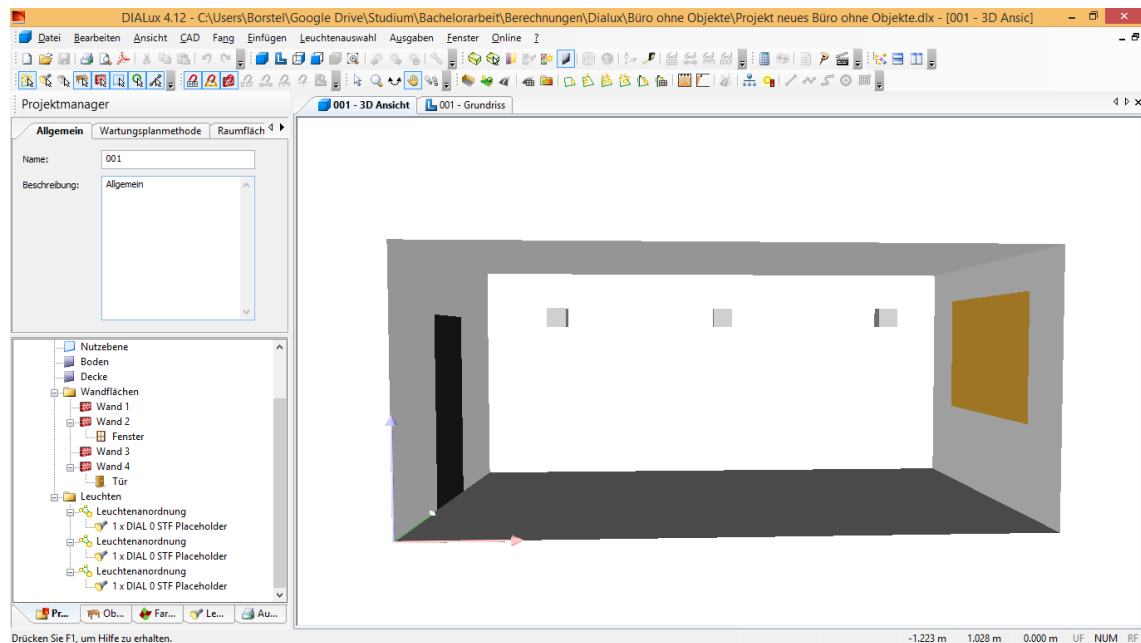 DIALux 4.12 - C:\Users\Borstel\Google Drive\Studium\Bachelorarbeit\Berechnungen\Dialux\Büro ohne Objekte\Projekt neues Büro ohne Objekte.dlx - [001 - 3D Ansic]
Datei Bearbeiten Ansicht CAD Fang Einfügen Leuchtenauswahl Ausgaben Fenster Online ?
Projektmanager
001 - 3D Ansicht 001 - Grundriss
Allgemein Wartungsplanmethode Raumfläch
Name: 001
Beschreibung: Allgemein
Nutzebene
Boden
Decke
Wandflächen
Wand 1
Wand 2
Fenster
Wand 3
Wand 4
Tür
Leuchten
Leuchtenanordnung
1 x DIAL 0 STF Placeholder
Leuchtenanordnung
1 x DIAL 0 STF Placeholder
Leuchtenanordnung
1 x DIAL 0 STF Placeholder
Pr... Ob... Far... Le... Au...
Drücken Sie F1, um Hilfe zu erhalten. -1.223 m 1.028 m 0.000 m UF NUM RF